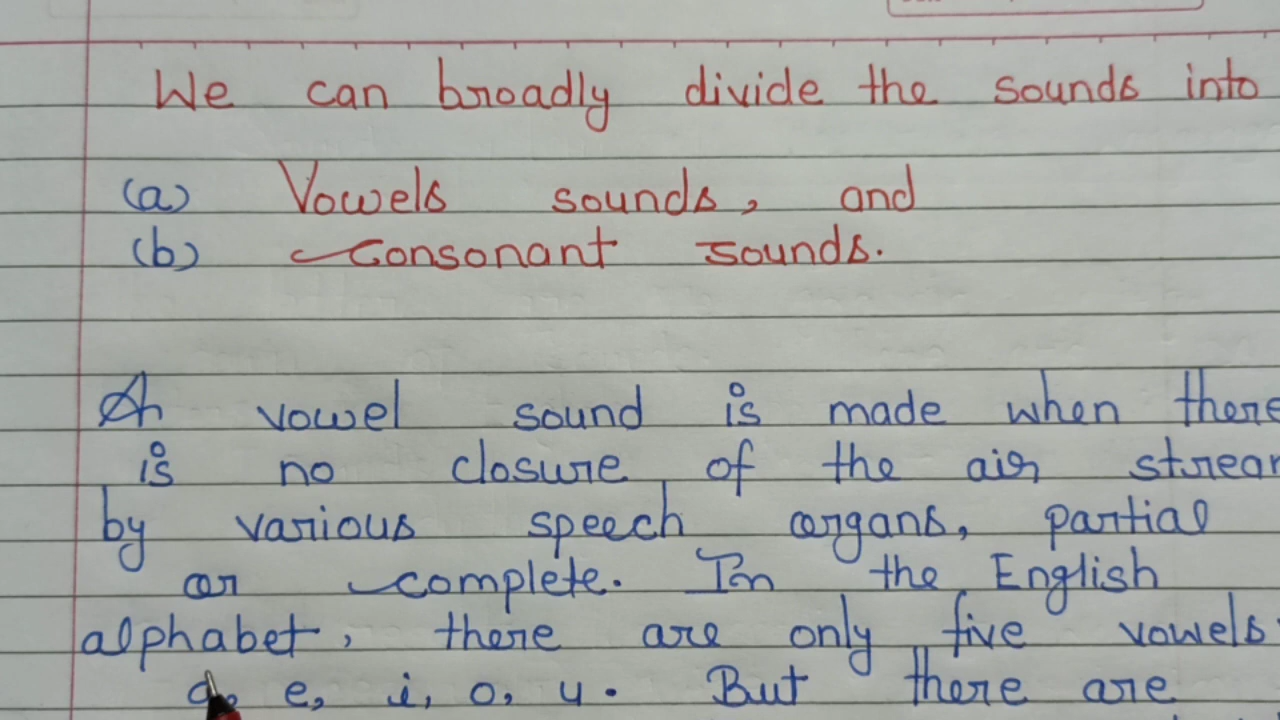 We can broadly divide the sounds into
(a) Vowels sounds, and
(b) Consonant sounds.
A vowel sound is made when there
is no closure of the air strear
by various speech organs, partial
or complete. In the English
alphabet, there are only five vowels
a, e, i, o, u. But there are